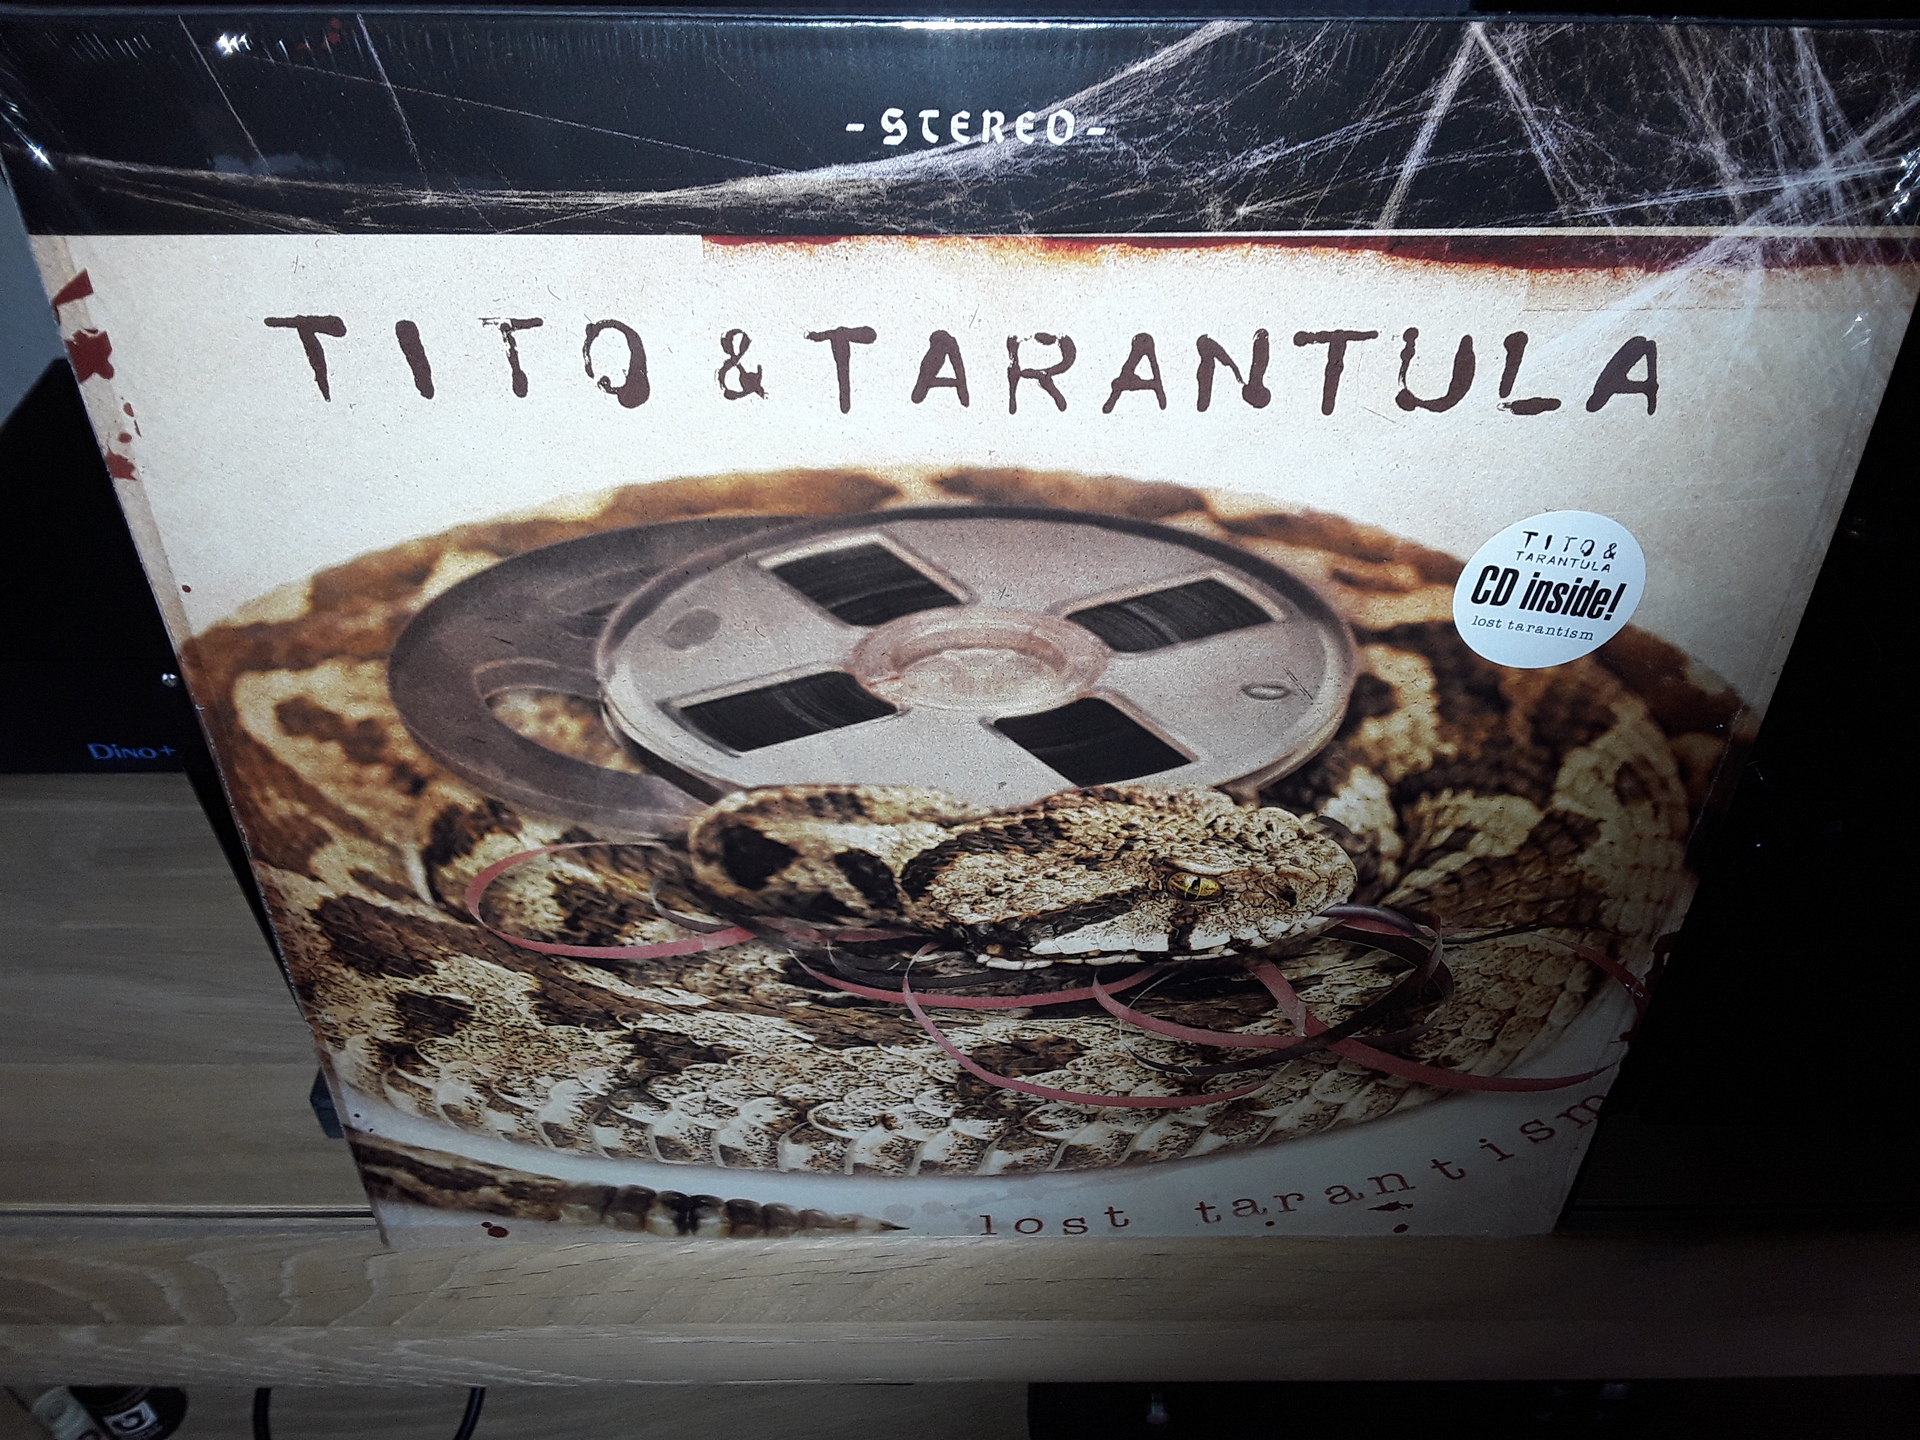 -STEREO-
TITO & TARANTULA
TITO &
TARANTULA
CD inside!
lost tarantism
Dino+
lost tarantism